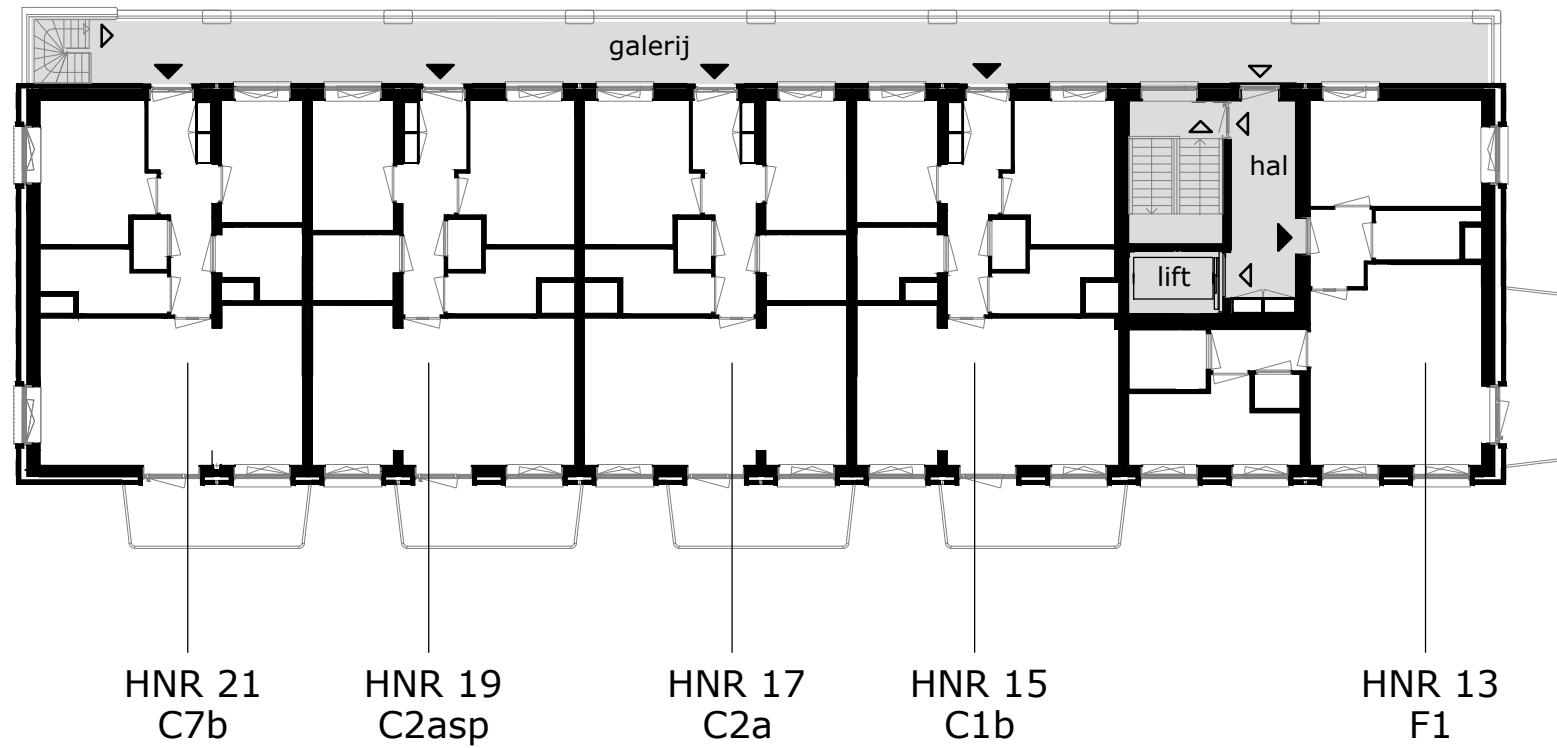 galerij
hal
lift
HNR 21
C7b
HNR 19
C2asp
HNR 17
C2a
HNR 15
C1b
HNR 13
F1